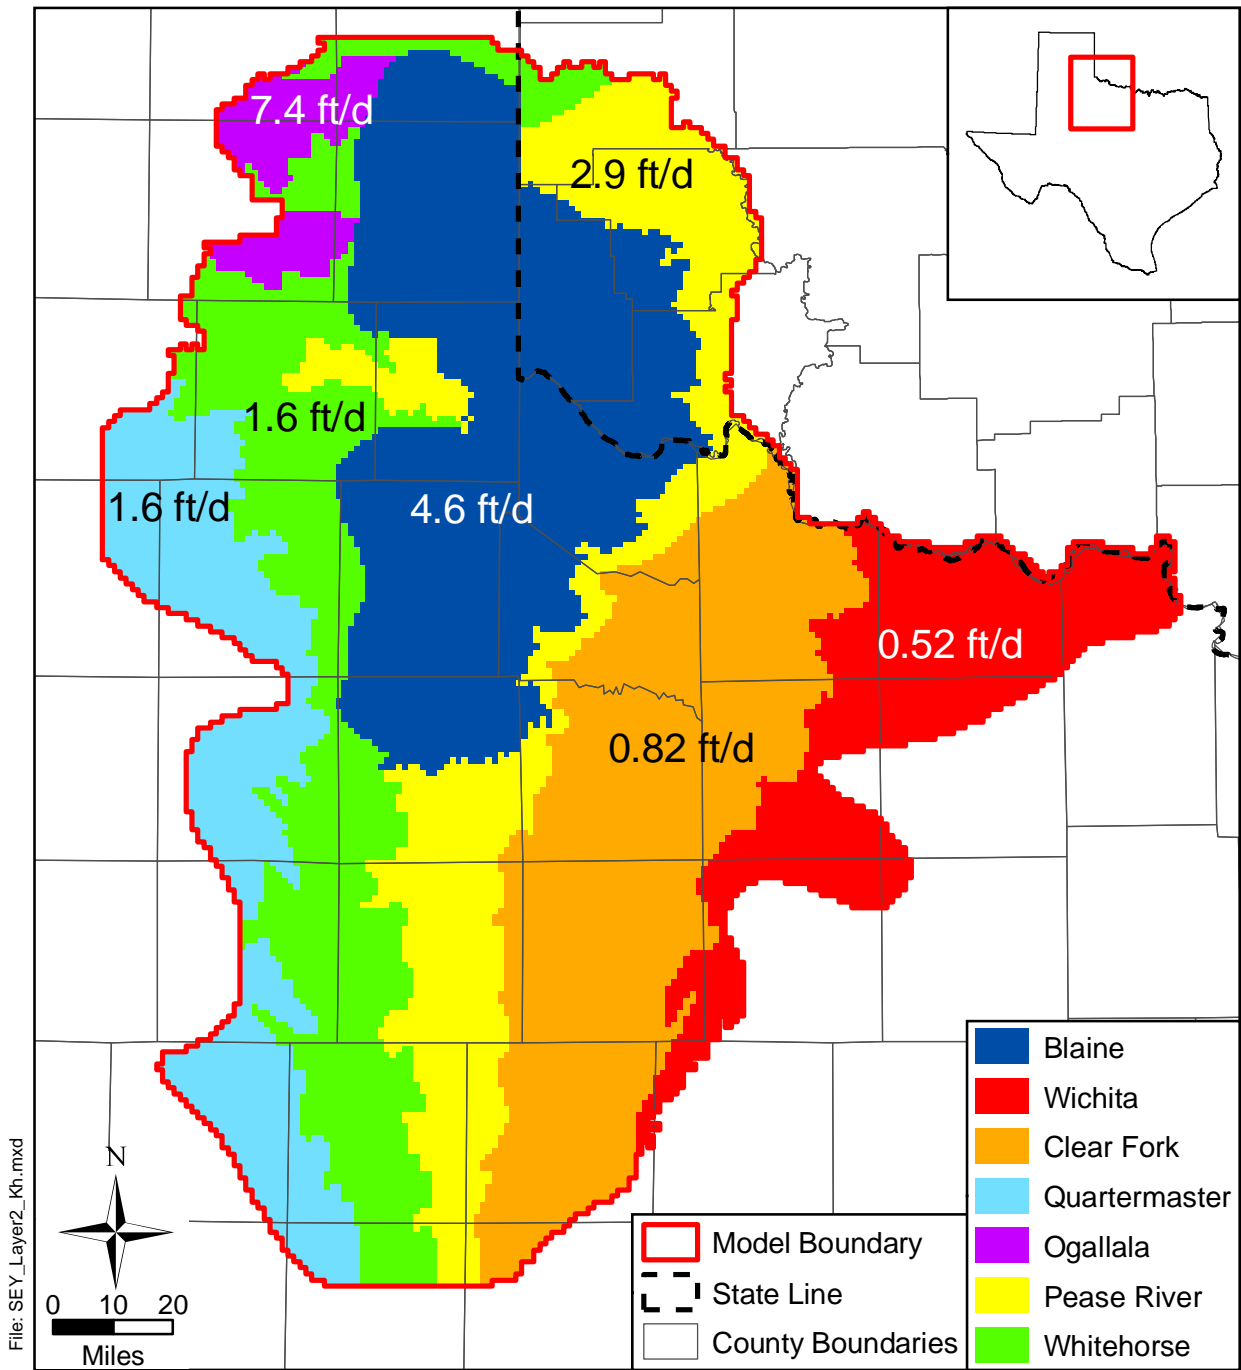 7.4 ft/d
2.9 ft/d
1.6 ft/d
1.6 ft/d
4.6 ft/d
0.52 ft/d
0.82 ft/d
Blaine
Wichita
Clear Fork
Quartermaster
Ogallala
Pease River
Whitehorse
Model Boundary
State Line
County Boundaries
N
0 10 20
Miles
File: SEY_Layer2_Kh.mxd